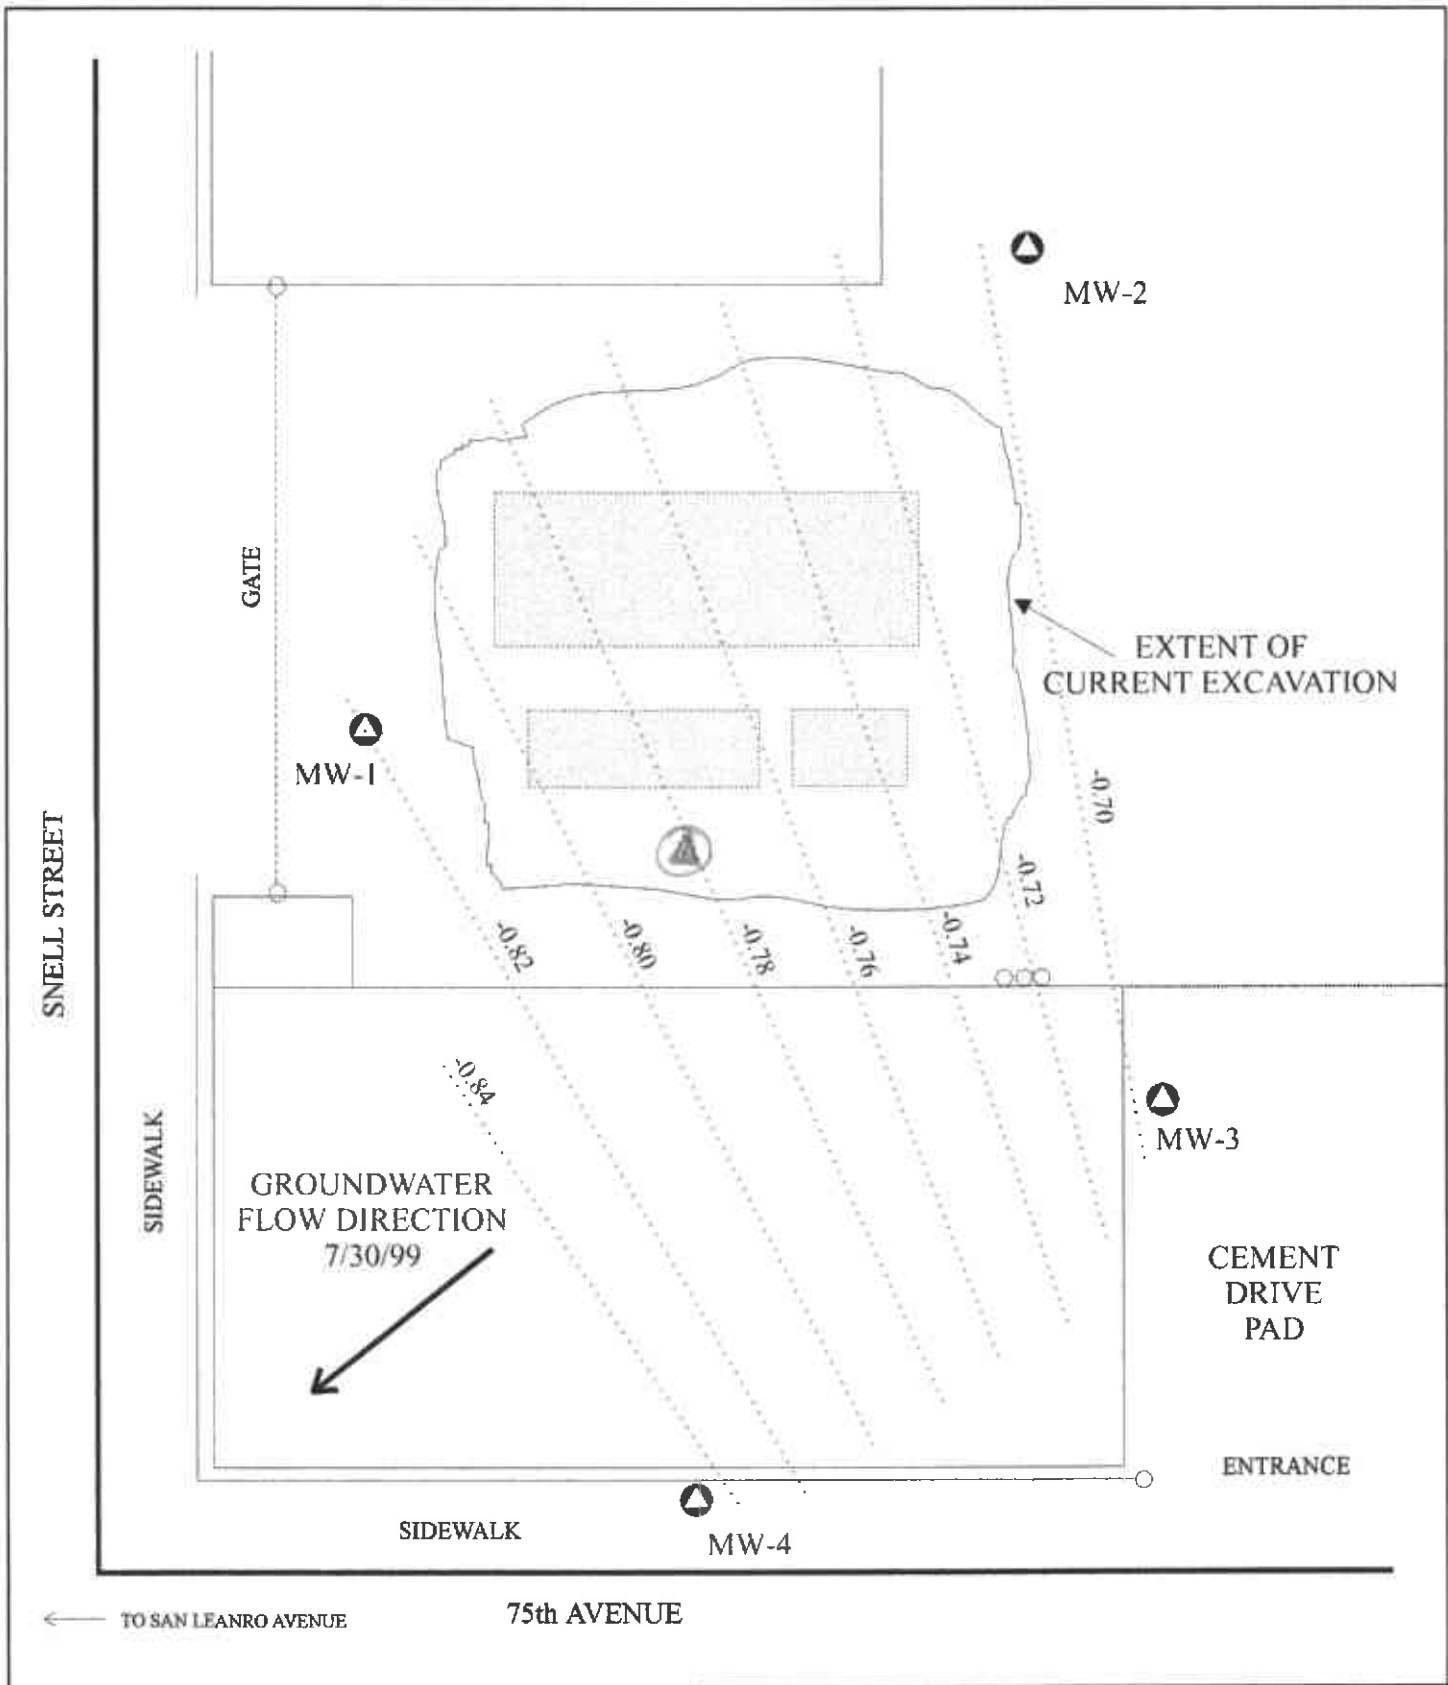 MW-2
GATE
EXTENT OF
CURRENT EXCAVATION
MW-1
-0.70
-0.72
-0.74
-0.76
-0.78
-0.80
-0.82
-0.84
SNELL STREET
SIDEWALK
MW-3
GROUNDWATER
FLOW DIRECTION
7/30/99
CEMENT
DRIVE
PAD
ENTRANCE
SIDEWALK
MW-4
TO SAN LEANRO AVENUE
75th AVENUE